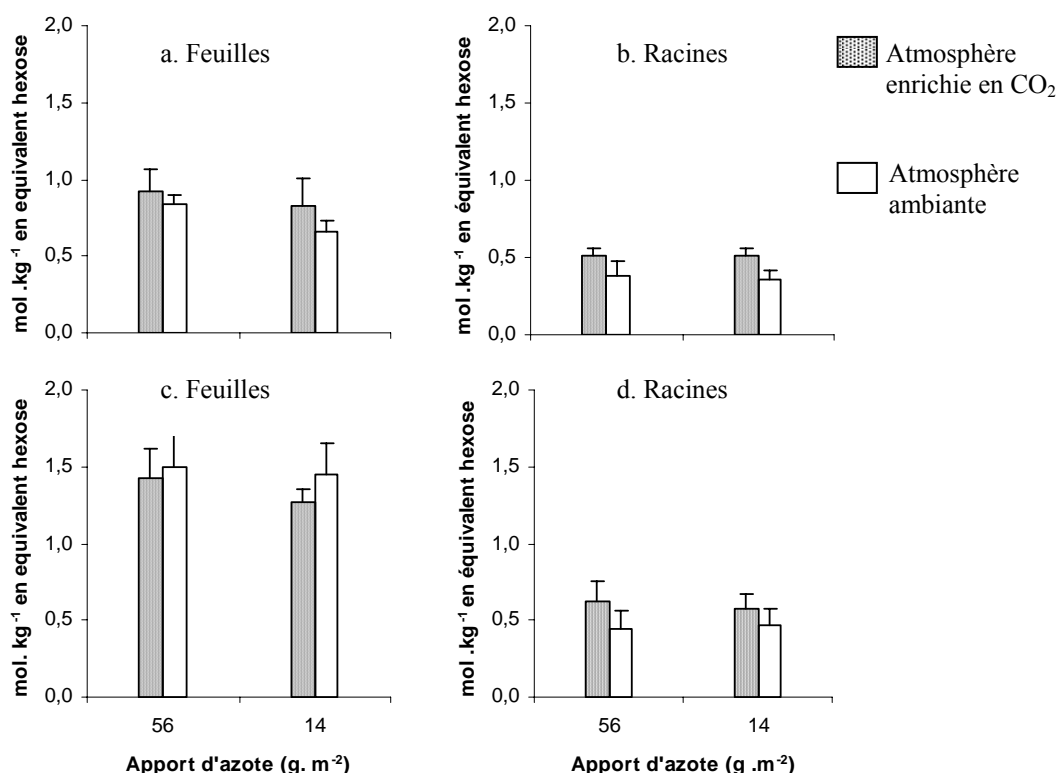 mol .kg-1 en equivalent hexose
2,0
1,5
1,0
0,5
0,0
a. Feuilles
mol .kg-1 en équivalent hexose
2,0
1,5
1,0
0,5
0,0
b. Racines
Atmosphère
enrichie en CO2
Atmosphère
ambiante
mol. kg-1 en equivalent hexose
2,0
1,5
1,0
0,5
0,0
c. Feuilles
56
14
Apport d'azote (g. m-2)
mol .kg-1 en équivalent hexose
2,0
1,5
1,0
0,5
0,0
d. Racines
56
14
Apport d'azote (g .m-2)